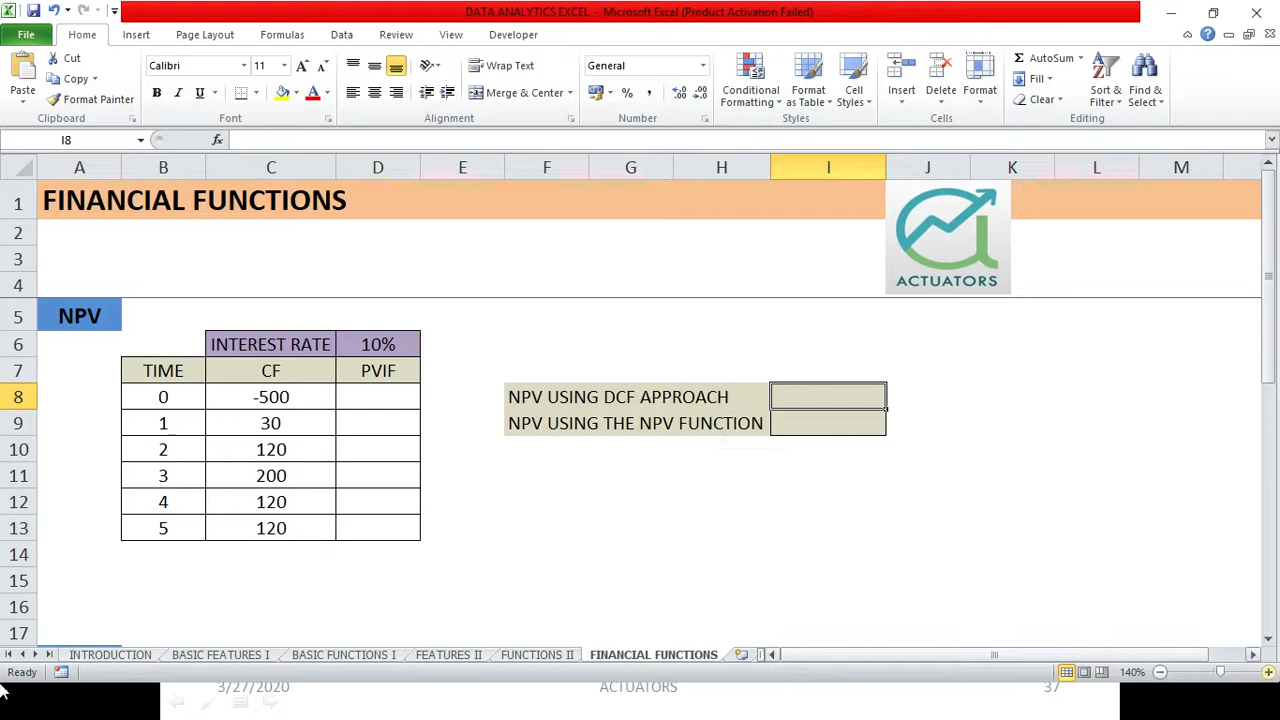 DATA ANALYTICS EXCEL - Microsoft Excel (Product Activation Failed)
File Home Insert Page Layout Formulas Data Review View Developer
Paste Cut Copy Format Painter Clipboard
Calibri 11 B I U A A A Font
Wrap Text Merge & Center Alignment
General % , Number
Conditional Formatting Format as Table Cell Styles Styles
Insert Delete Format Cells
Σ AutoSum Fill Clear Sort & Filter Find & Select Editing
I8 fx
A B C D E F G H I J K L M
1 FINANCIAL FUNCTIONS
2
3
4 ACTUATORS
5 NPV
6 INTEREST RATE 10%
7 TIME CF PVIF
8 0 -500 NPV USING DCF APPROACH
9 1 30 NPV USING THE NPV FUNCTION
10 2 120
11 3 200
12 4 120
13 5 120
14
15
16
17
INTRODUCTION BASIC FEATURES I BASIC FUNCTIONS I FEATURES II FUNCTIONS II FINANCIAL FUNCTIONS
Ready 140%
3/27/2020 ACTUATORS 37